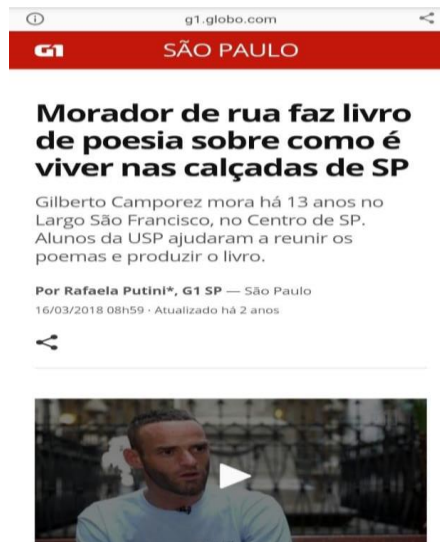 g1.globo.com
G1 SÃO PAULO
Morador de rua faz livro
de poesia sobre como é
viver nas calçadas de SP
Gilberto Camporez mora há 13 anos no
Largo São Francisco, no Centro de SP.
Alunos da USP ajudaram a reunir os
poemas e produzir o livro.
Por Rafaela Putini*, G1 SP — São Paulo
16/03/2018 08h59 · Atualizado há 2 anos